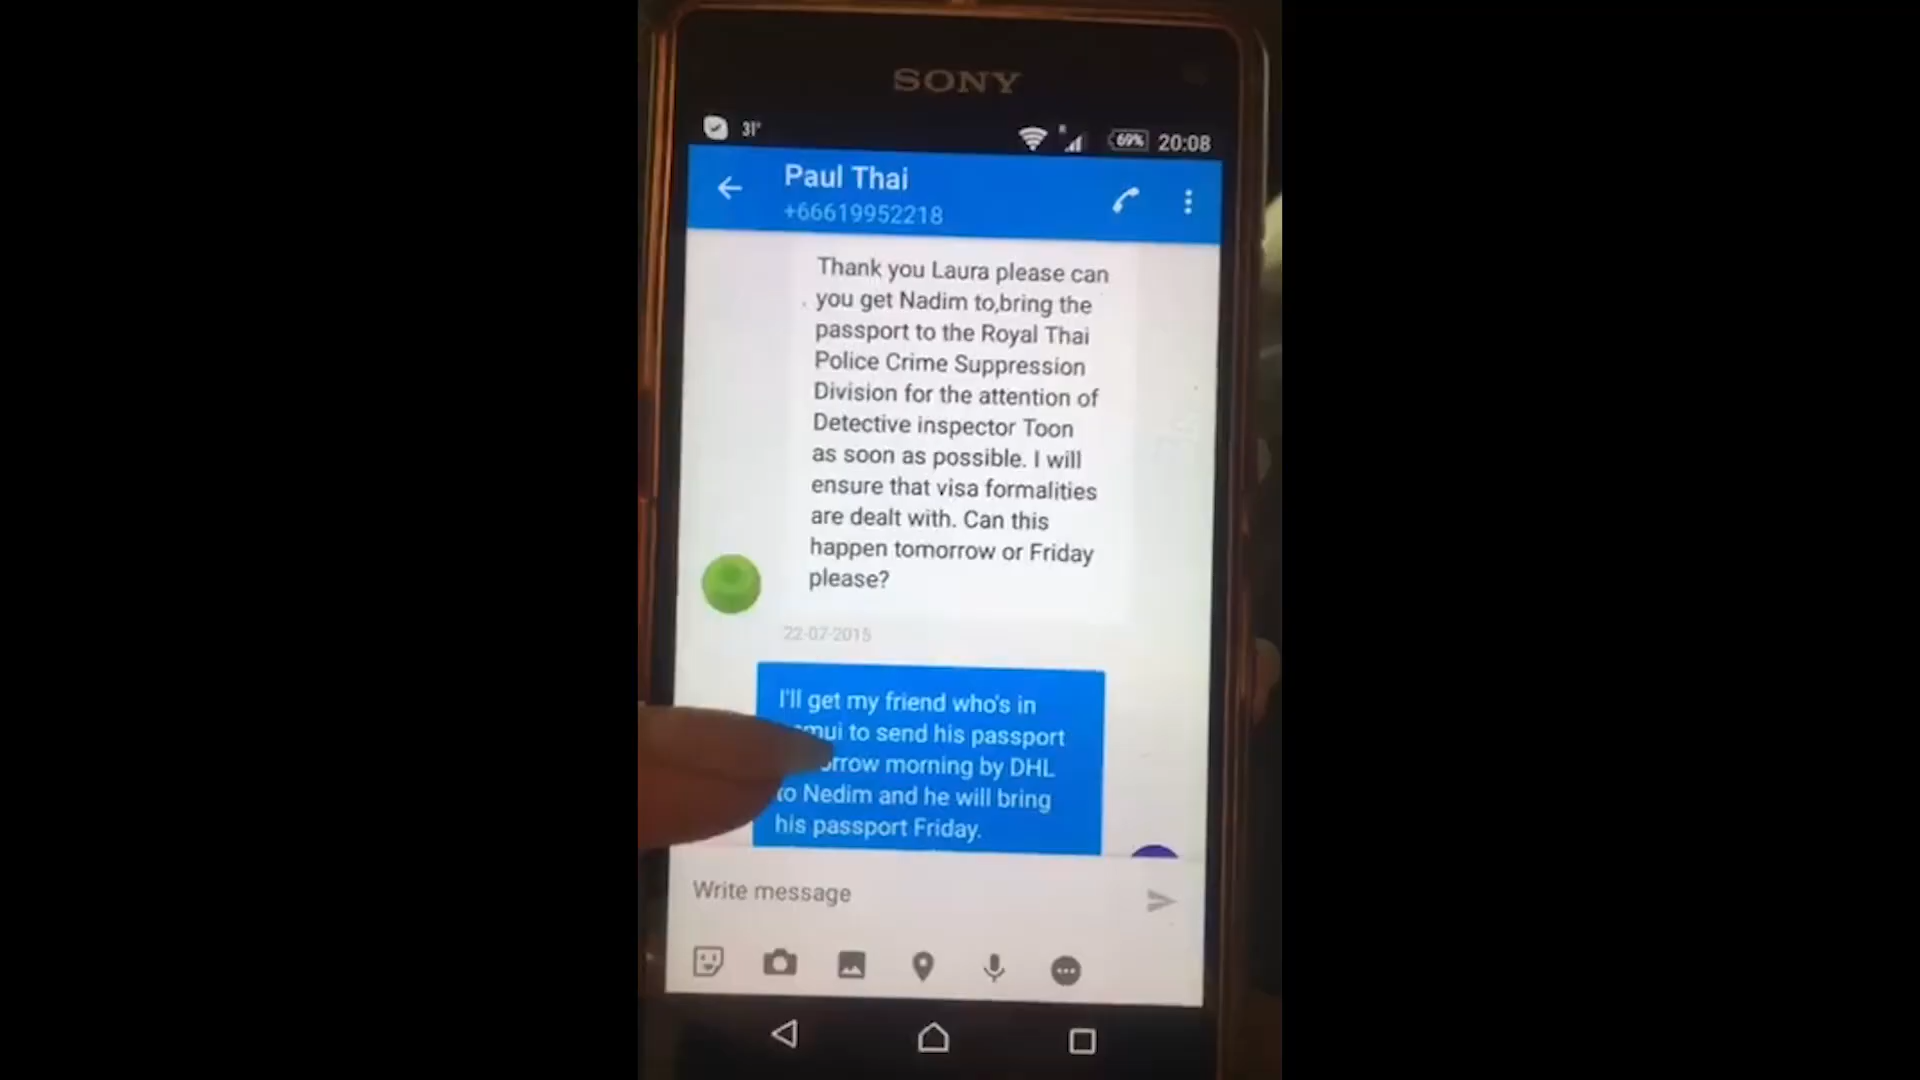 SONY
31°
69%
20:08
Paul Thai
+66619952218
Thank you Laura please can
you get Nadim to,bring the
passport to the Royal Thai
Police Crime Suppression
Division for the attention of
Detective inspector Toon
as soon as possible. I will
ensure that visa formalities
are dealt with. Can this
happen tomorrow or Friday
please?
22-07-2015
I'll get my friend who's in
to send his passport
morning by DHL
to Nedim and he will bring
his passport Friday.
Write message